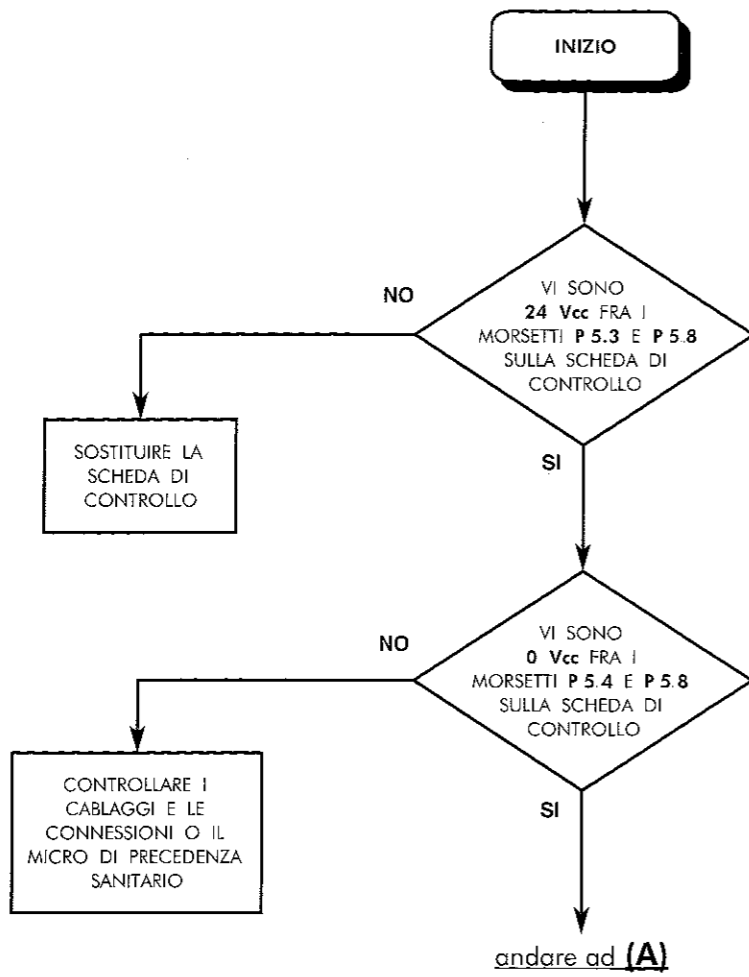 INIZIO
VI SONO
24 Vcc FRA I
MORSETTI P 5.3 E P 5.8
SULLA SCHEDA DI
CONTROLLO
NO
SOSTITUIRE LA
SCHEDA DI
CONTROLLO
SI
VI SONO
0 Vcc FRA I
MORSETTI P 5.4 E P 5.8
SULLA SCHEDA DI
CONTROLLO
NO
CONTROLLARE I
CABLAGGI E LE
CONNESSIONI O IL
MICRO DI PRECEDENZA
SANITARIO
SI
andare ad (A)